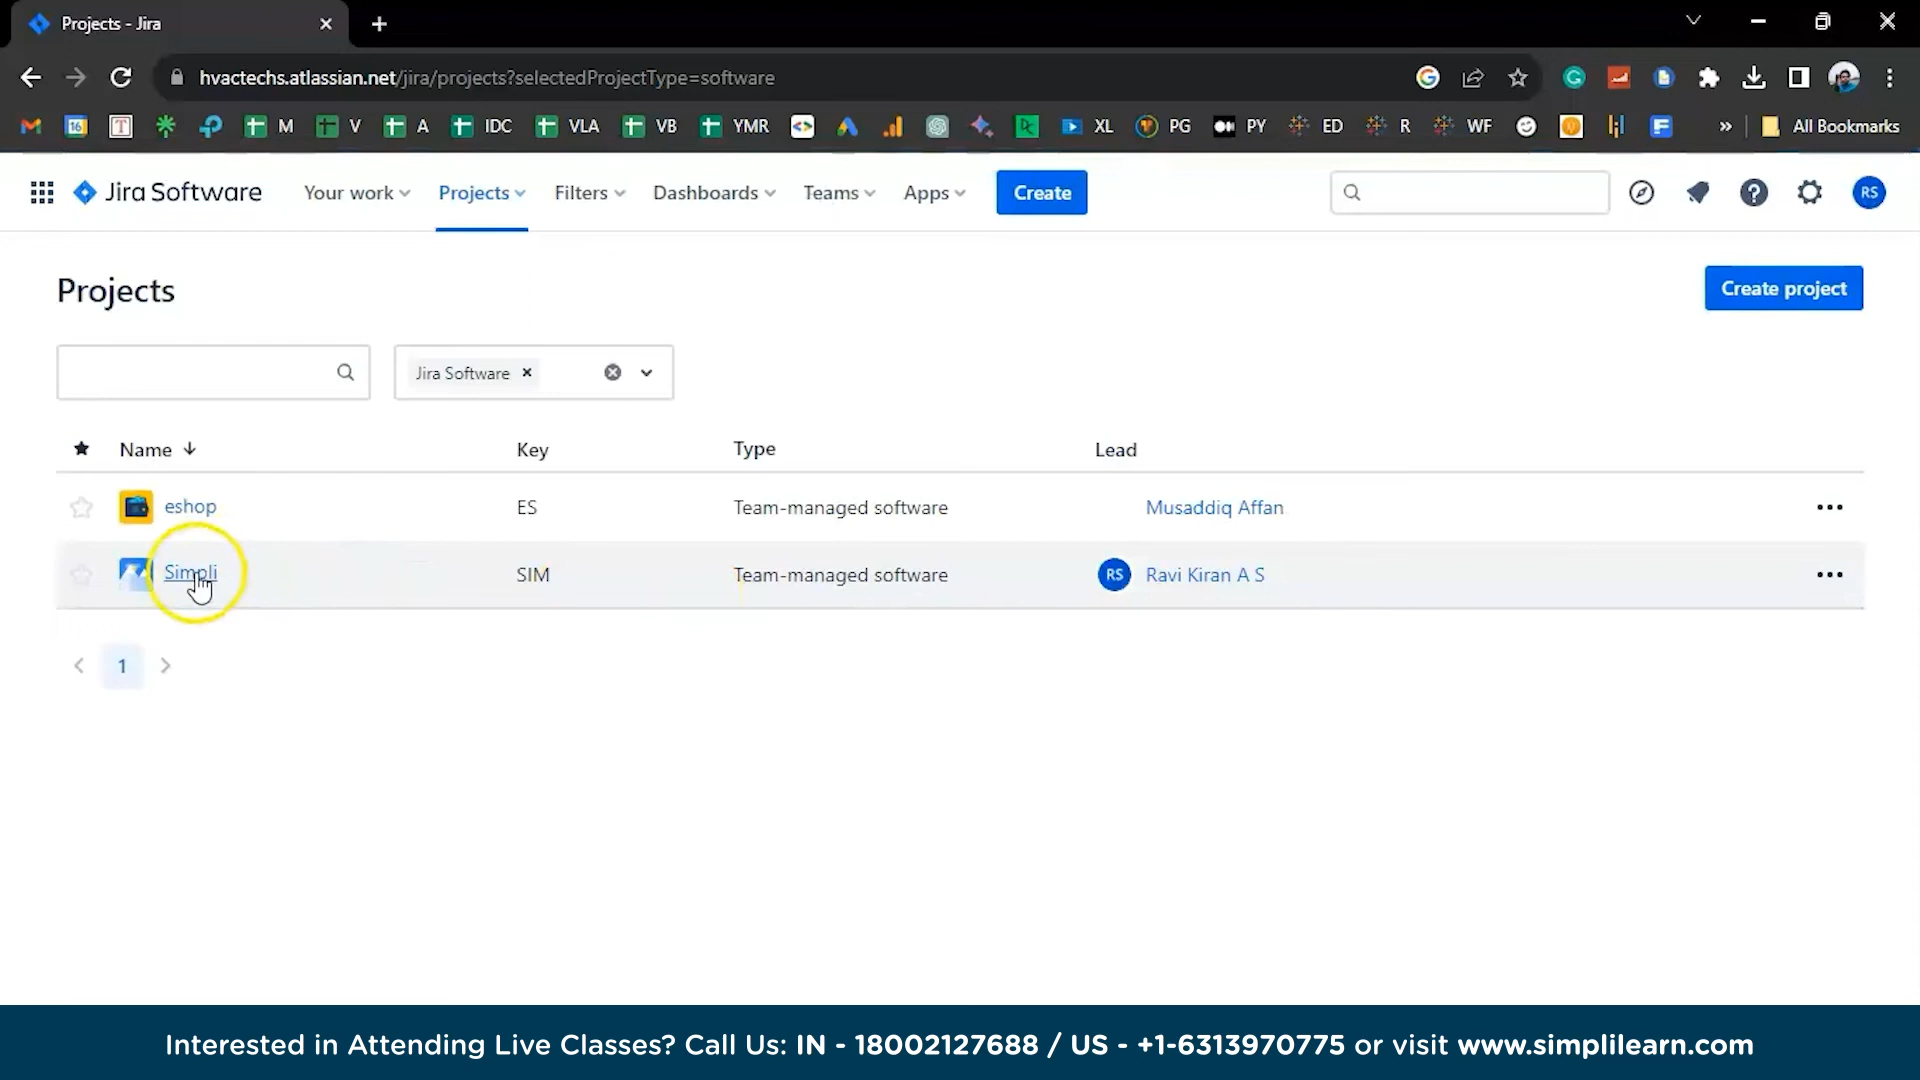 Projects - Jira
hvactechs.atlassian.net/jira/projects?selectedProjectType=software
M V A IDC VLA VB YMR XL PG PY ED R WF » All Bookmarks
Jira Software Your work Projects Filters Dashboards Teams Apps Create RS
Projects Create project
Jira Software
Name Key Type Lead
eshop ES Team-managed software Musaddiq Affan
Simpli SIM Team-managed software RS Ravi Kiran A S
1
Interested in Attending Live Classes? Call Us: IN - 18002127688 / US - +1-6313970775 or visit www.simplilearn.com